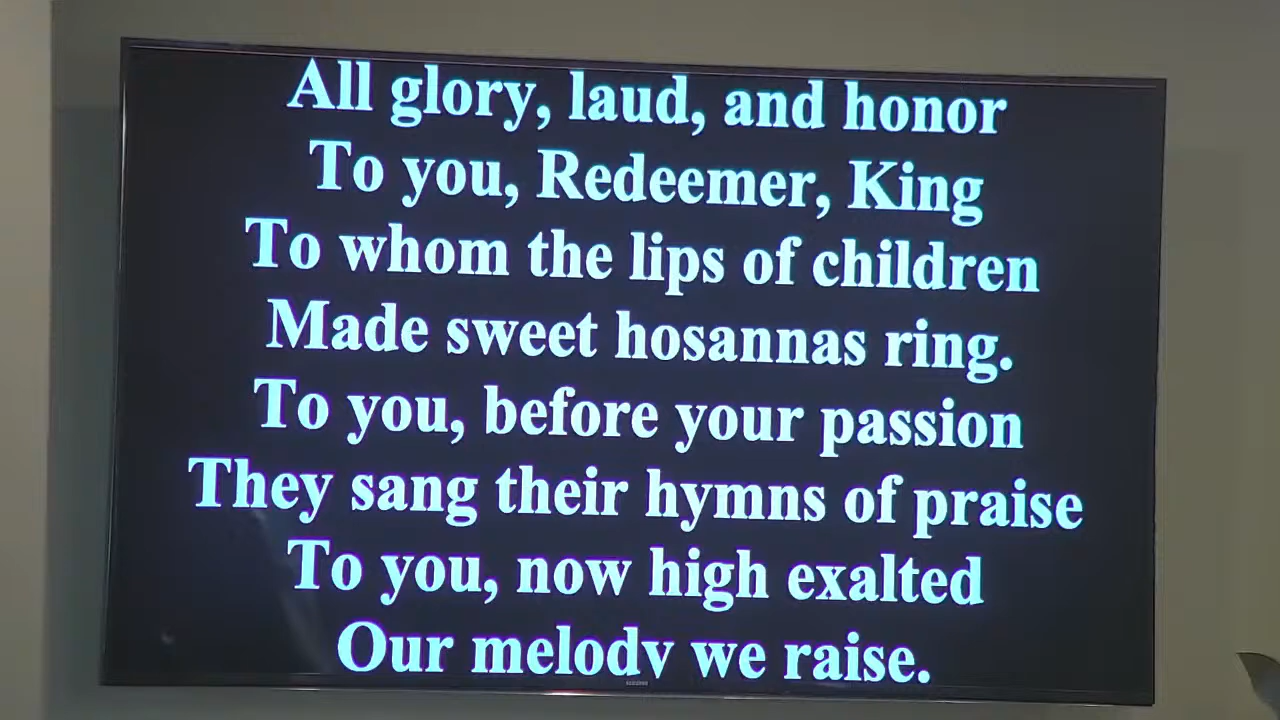 All glory, laud, and honor
To you, Redeemer, King
To whom the lips of children
Made sweet hosannas ring.
To you, before your passion
They sang their hymns of praise
To you, now high exalted
Our melody we raise.